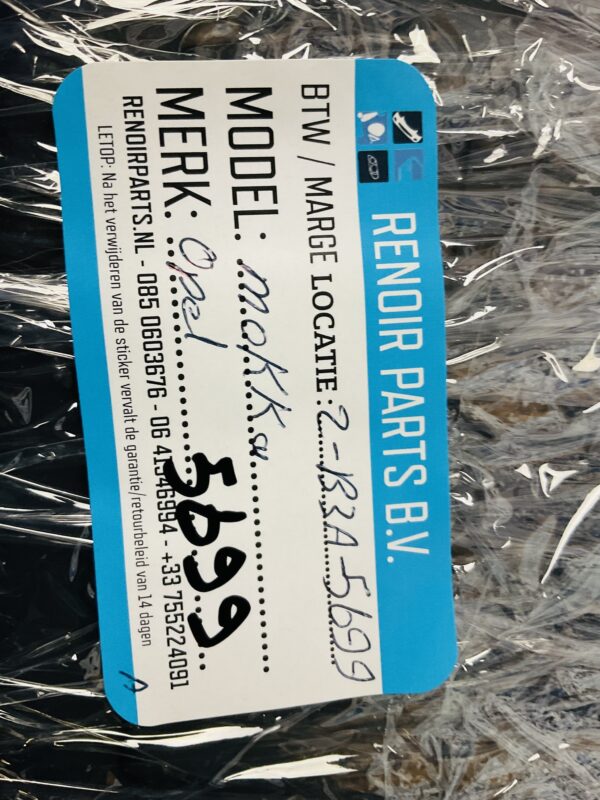 RENOIR PARTS B.V.
BTW / MARGE LOCATIE: 2-B3A-5699
MODEL: Mokka
MERK: Opel 5699
RENOIRPARTS.NL - 085 0603676 - 06 41346994 - +33 755224091
LETOP: Na het verwijderen van de sticker vervalt de garantie/retourbeleid van 14 dagen